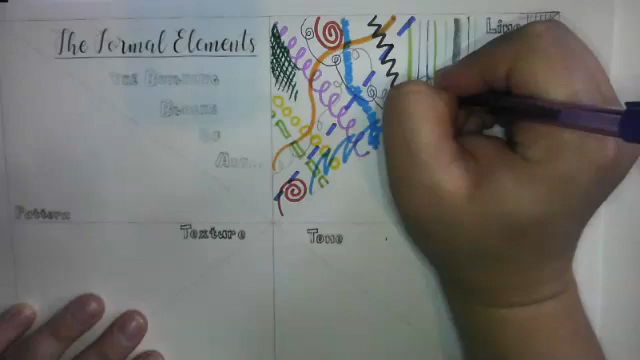 The Formal Elements
The Building
Blocks
of
Art...
Line
Pattern
Texture
Tone